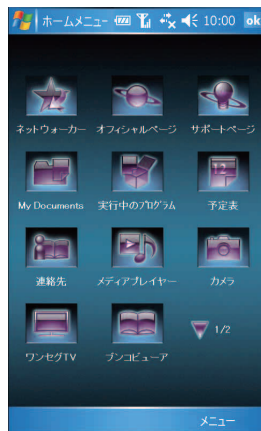 ホームメニュー 10:00 ok
ネットウォーカー オフィシャルページ サポートページ
My Documents 実行中のプログラム 予定表
連絡先 メディアプレイヤー カメラ
ワンセグTV ブンコビューア 1/2
メニュー